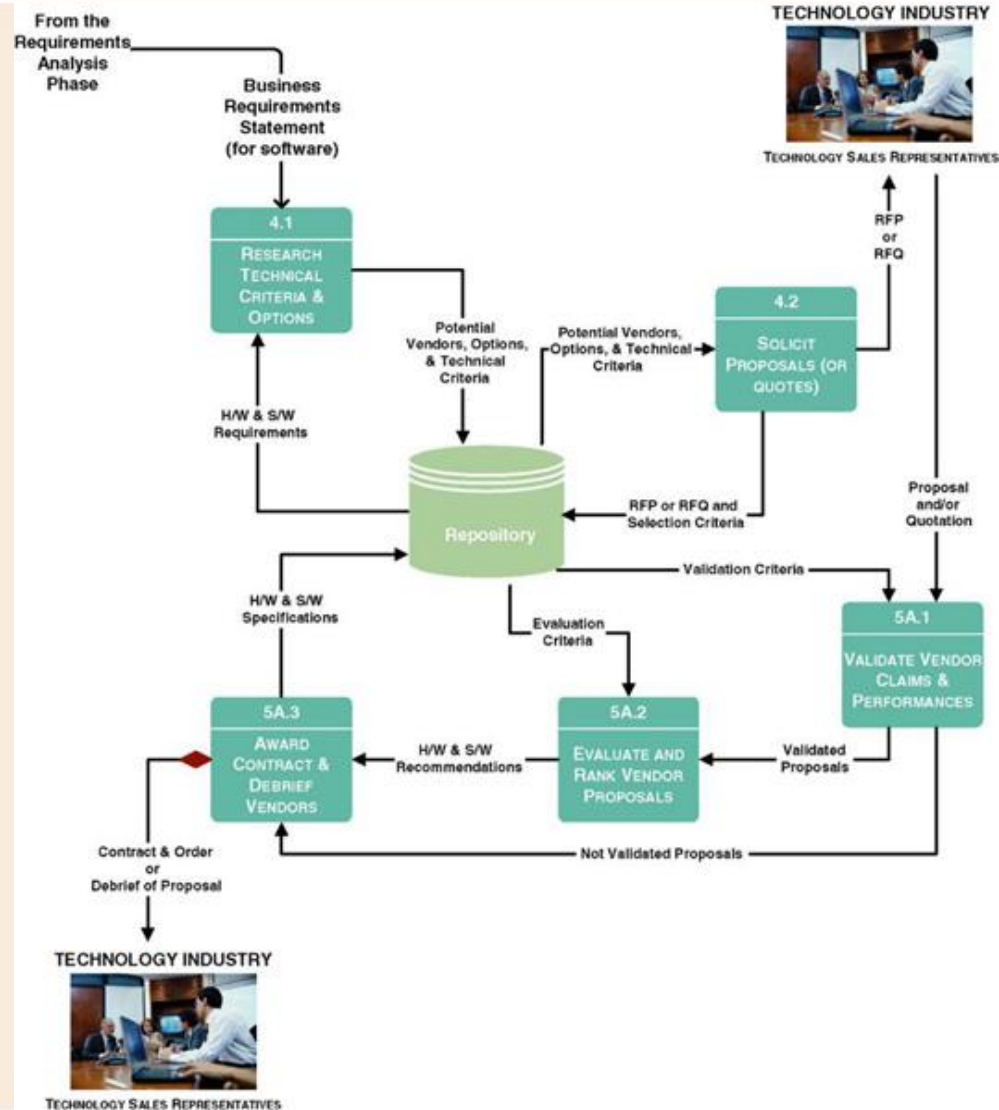 From the
Requirements
Analysis
Phase
Business
Requirements
Statement
(for software)
TECHNOLOGY INDUSTRY
TECHNOLOGY SALES REPRESENTATIVES
4.1
RESEARCH
TECHNICAL
CRITERIA &
OPTIONS
RFP
or
RFQ
4.2
SOLICIT
PROPOSALS (OR
QUOTES)
Potential
Vendors, Options,
& Technical
Criteria
Potential Vendors,
Options, & Technical
Criteria
H/W & S/W
Requirements
Repository
RFP or RFQ and
Selection Criteria
Proposal
and/or
Quotation
Validation Criteria
H/W & S/W
Specifications
Evaluation
Criteria
5A.1
VALIDATE VENDOR
CLAIMS &
PERFORMANCES
5A.3
AWARD
CONTRACT &
DEBRIEF
VENDORS
H/W & S/W
Recommendations
5A.2
EVALUATE AND
RANK VENDOR
PROPOSALS
Validated
Proposals
Not Validated Proposals
Contract & Order
or
Debrief of Proposal
TECHNOLOGY INDUSTRY
TECHNOLOGY SALES REPRESENTATIVES